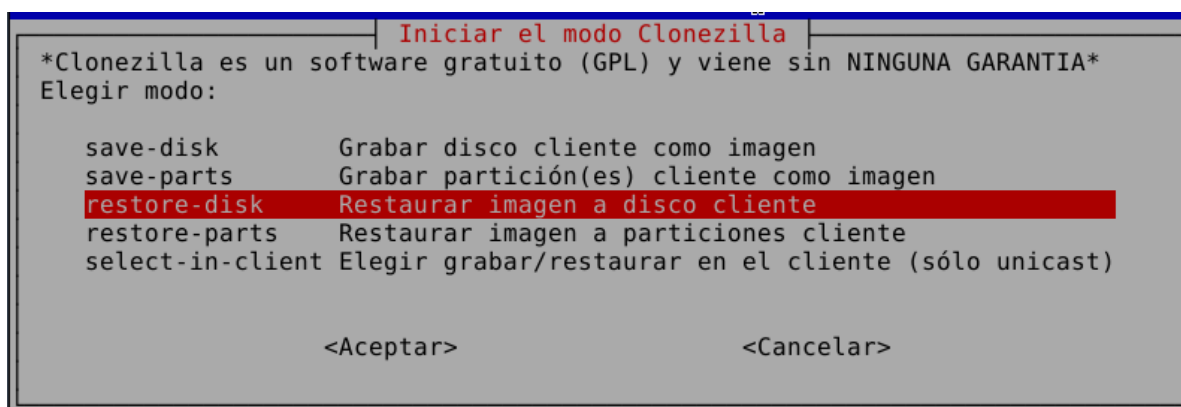 Iniciar el modo Clonezilla
*Clonezilla es un software gratuito (GPL) y viene sin NINGUNA GARANTIA*
Elegir modo:
save-disk Grabar disco cliente como imagen
save-parts Grabar partición(es) cliente como imagen
restore-disk Restaurar imagen a disco cliente
restore-parts Restaurar imagen a particiones cliente
select-in-client Elegir grabar/restaurar en el cliente (sólo unicast)
<Aceptar> <Cancelar>